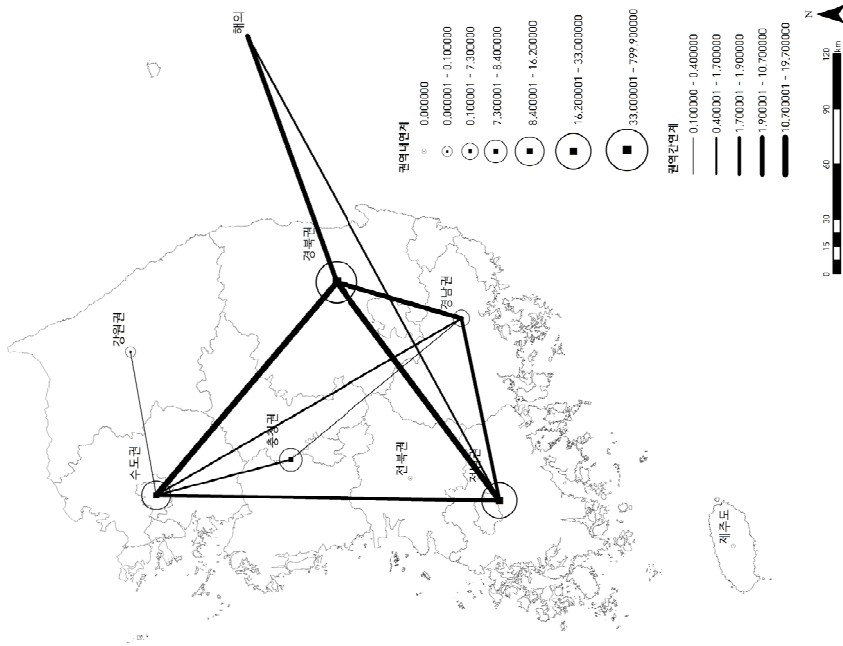 해외
강원권
수도권
경북권
충청권
경남권
전북권
제주도
권역내연계
0.000000
0.000001 - 0.100000
0.100001 - 7.300000
7.300001 - 8.400000
8.400001 - 16.200000
16.200001 - 33.000000
33.000001 - 799.900000
권역간연계
0.100000 - 0.400000
0.400001 - 1.700000
1.700001 - 1.900000
1.900001 - 10.700000
10.700001 - 19.700000
N
0 15 30 60 90 120
km